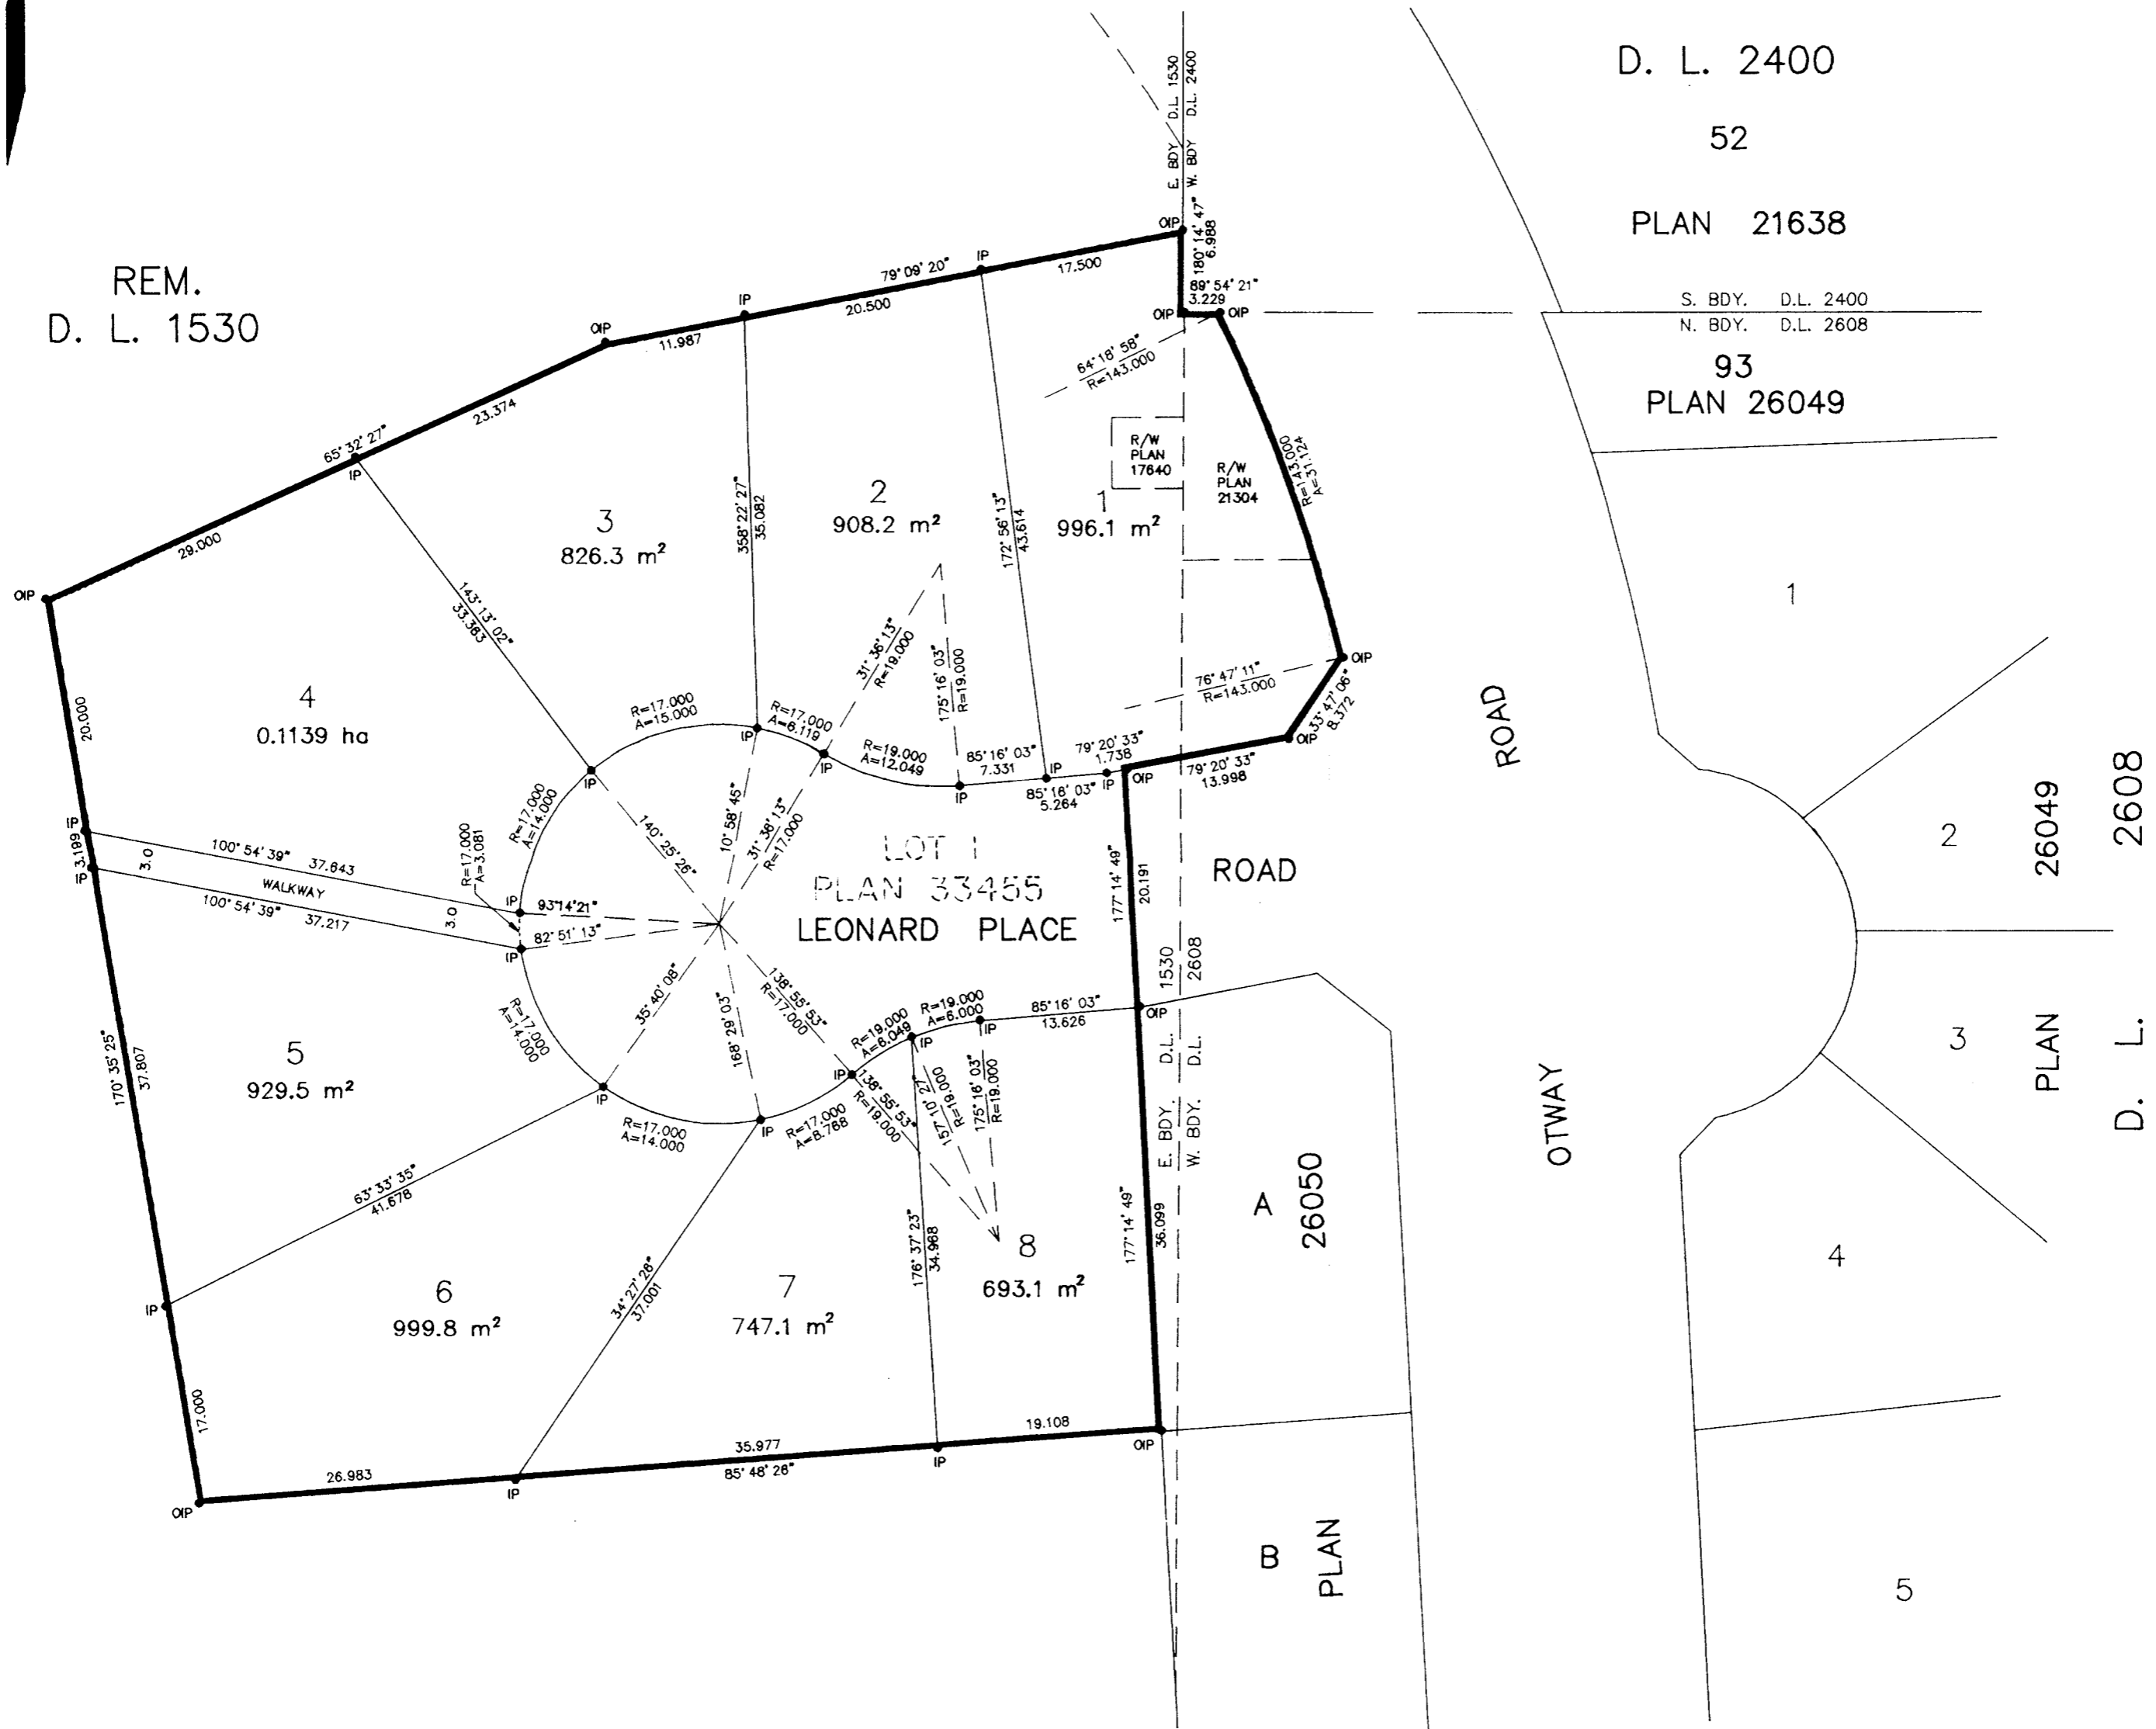 D. L. 2400
52
PLAN 21638
S. BDY. D.L. 2400
N. BDY. D.L. 2608
93
PLAN 26049
E. BDY D.L. 1530
W. BDY D.L. 2400
REM.
D. L. 1530
OIP
180° 14' 47"
6.988
89° 54' 21"
3.229
OIP
OIP
IP
79° 09' 20"
17.500
20.500
IP
11.987
OIP
23.374
65° 32' 27"
IP
29.000
OIP
64° 18' 58"
R=143.000
R/W
PLAN
17640
R/W
PLAN
21304
R=143.000
A=31.124
1
996.1 m²
2
908.2 m²
3
826.3 m²
4
0.1139 ha
172° 56' 13"
43.614
358° 22' 27"
35.082
143° 13' 02"
33.363
31° 36' 13"
R=19.000
175° 16' 03"
R=19.000
76° 47' 11"
R=143.000
OIP
33° 47' 06"
8.372
OIP
79° 20' 33"
13.998
79° 20' 33"
1.738
OIP
IP
85° 16' 03"
7.331
IP
85° 16' 03"
5.264
IP
R=19.000
A=12.049
R=17.000
A=6.119
IP
IP
R=17.000
A=15.000
IP
R=17.000
A=14.000
20.000
IP
3.199
IP
3.0
100° 54' 39" 37.643
WALKWAY
100° 54' 39" 37.217
3.0
R=17.000
A=3.081
IP
93°14'21"
IP
82° 51' 13"
140° 25' 26"
10° 58' 45"
31° 38' 13"
R=17.000
LOT 1
PLAN 33455
LEONARD PLACE
ROAD
177° 14' 49"
20.191
1530
2608
D.L.
D.L.
E. BDY.
W. BDY.
35° 40' 08"
168° 29' 03"
138° 55' 53"
R=17.000
R=17.000
A=14.000
IP
R=17.000
A=14.000
IP
R=17.000
A=8.768
IP
R=19.000
A=8.049
IP
R=19.000
A=6.000
IP
85° 16' 03"
13.626
OIP
138° 55' 53"
R=19.000
157° 10' 27
R=19.000
175° 16' 03"
R=19.000
5
929.5 m²
170° 35' 25"
37.807
63° 33' 35"
41.678
IP
17.000
6
999.8 m²
34° 27' 28"
37.001
7
747.1 m²
176° 37' 23"
34.968
8
693.1 m²
177° 14' 49"
36.099
OIP
26.983
IP
35.977
85° 48' 28"
IP
19.108
OIP
A
26050
B
PLAN
ROAD
OTWAY
1
2
3
4
5
PLAN
26049
D. L. 2608